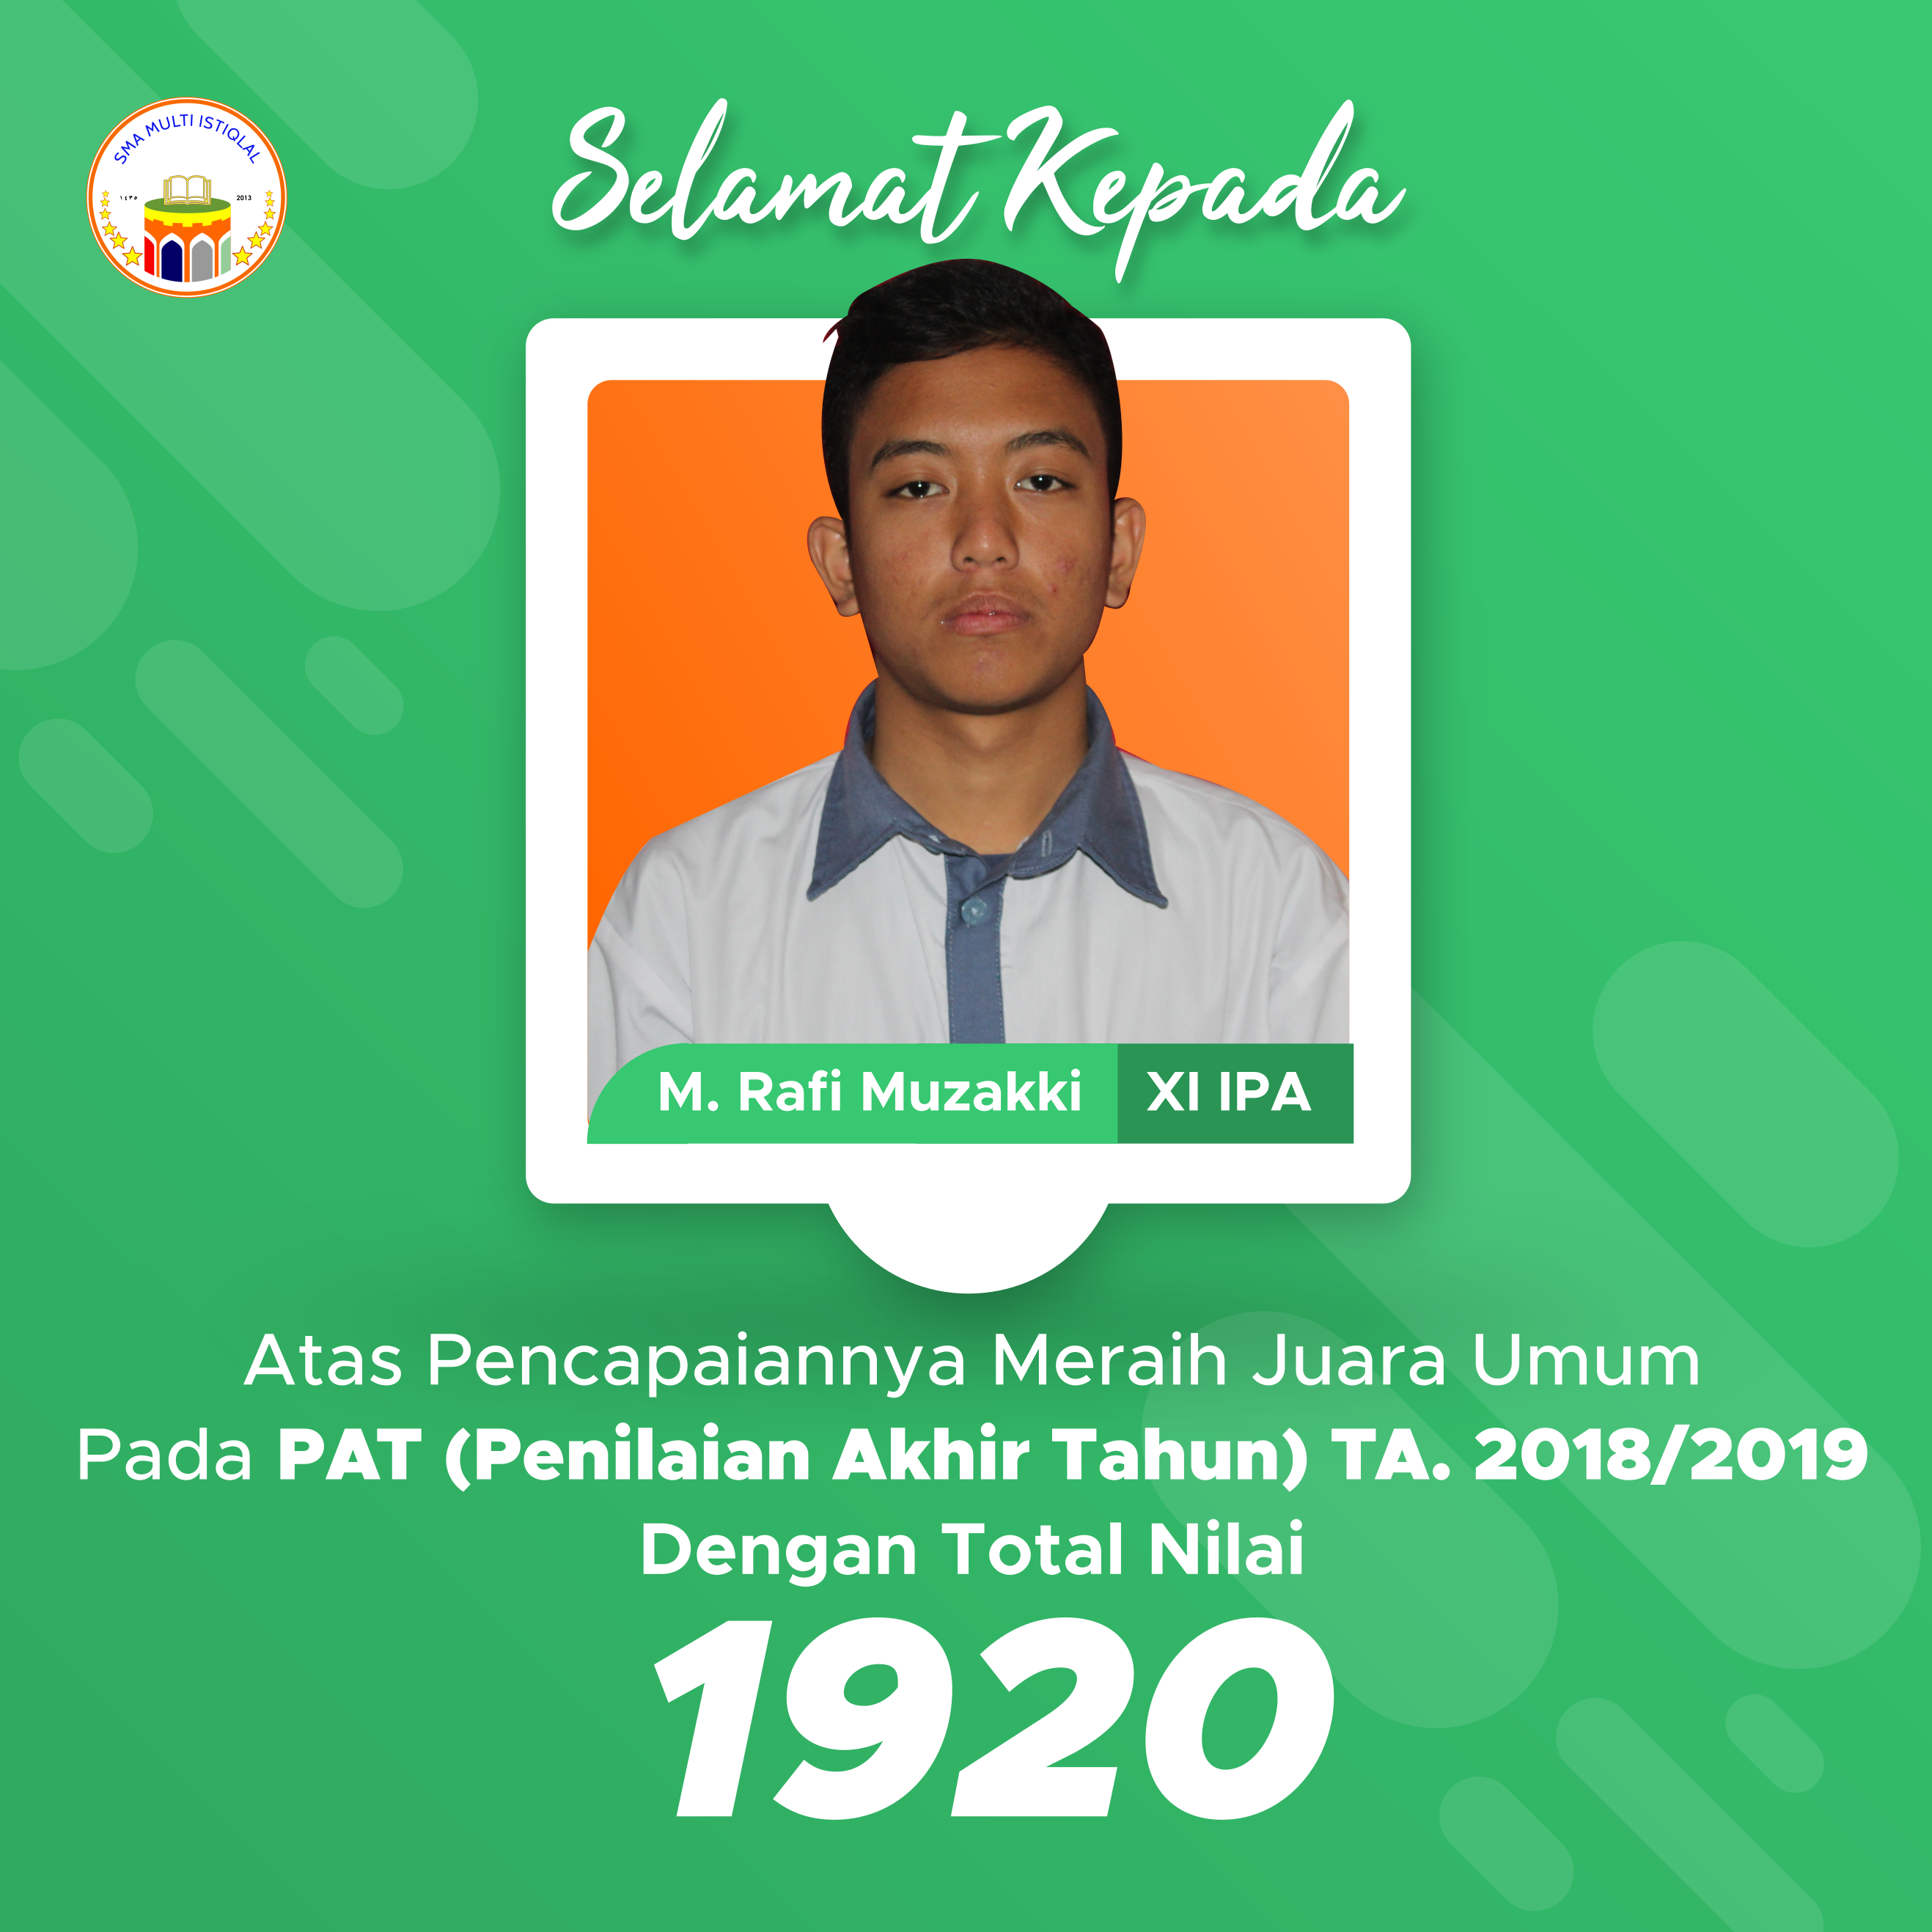 SMA MULTI ISTIQLAL
١٤٣٥ 2013
Selamat Kepada
M. Rafi Muzakki XI IPA
Atas Pencapaiannya Meraih Juara Umum
Pada PAT (Penilaian Akhir Tahun) TA. 2018/2019
Dengan Total Nilai
1920